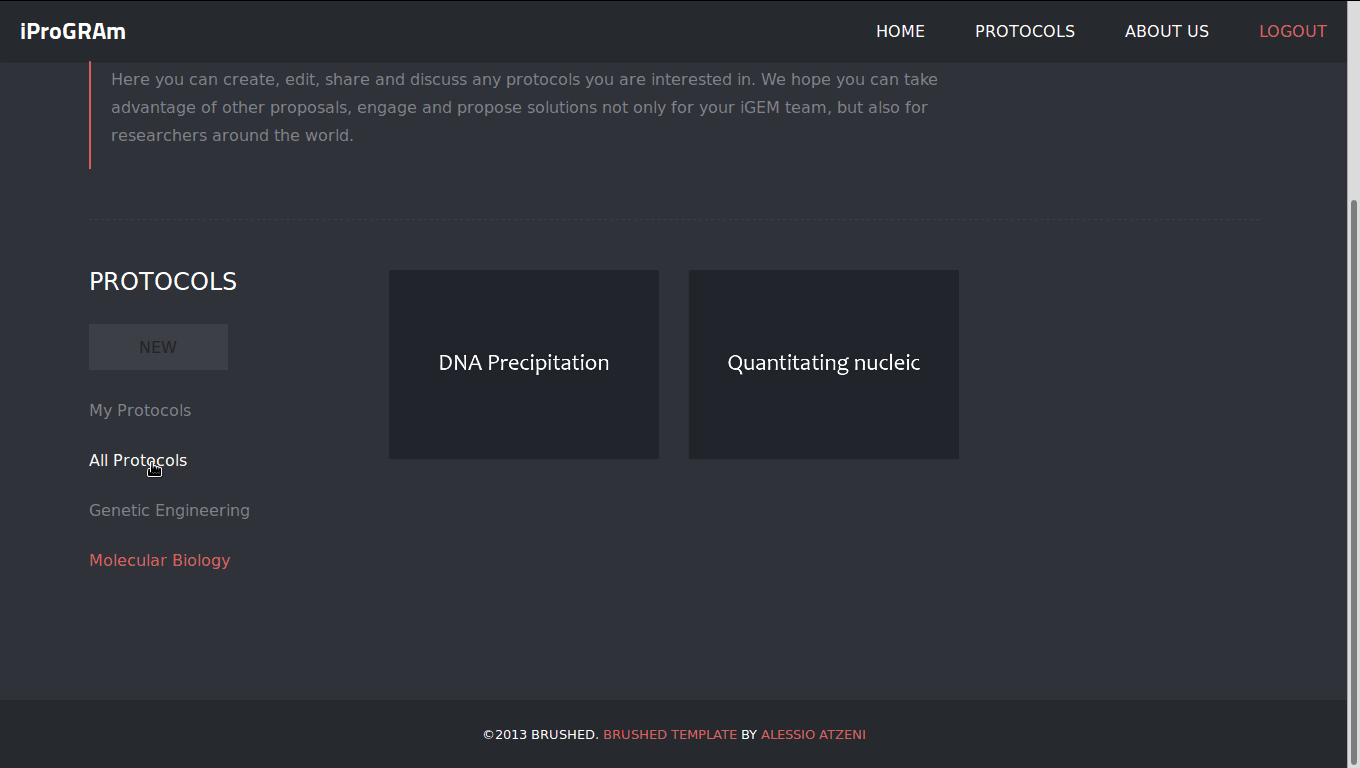 iProGRAm
HOME
PROTOCOLS
ABOUT US
LOGOUT
Here you can create, edit, share and discuss any protocols you are interested in. We hope you can take
advantage of other proposals, engage and propose solutions not only for your iGEM team, but also for
researchers around the world.
PROTOCOLS
NEW
My Protocols
All Protocols
Genetic Engineering
Molecular Biology
DNA Precipitation
Quantitating nucleic
©2013 BRUSHED. BRUSHED TEMPLATE BY ALESSIO ATZENI